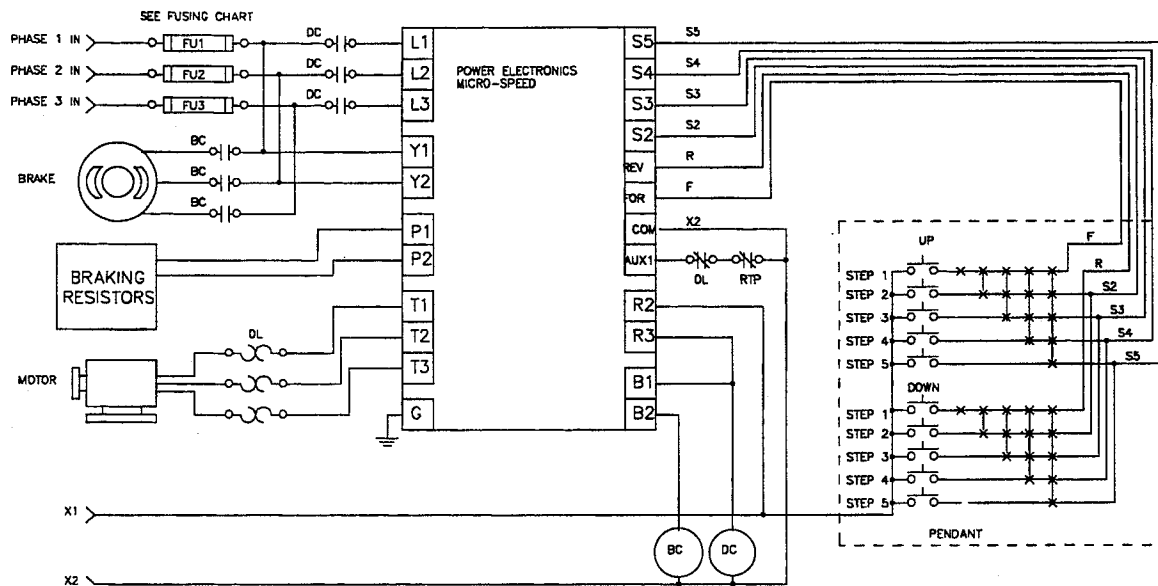 SEE FUSING CHART
PHASE 1 IN
FU1
DC
L1
PHASE 2 IN
FU2
DC
L2
PHASE 3 IN
FU3
DC
L3
POWER ELECTRONICS
MICRO-SPEED
S5
S5
S4
S4
S3
S3
S2
S2
REV
R
FOR
F
COM
X2
AUX1
DL
RTP
R2
R3
B1
B2
BRAKE
BC
Y1
BC
Y2
BC
P1
P2
BRAKING
RESISTORS
T1
T2
T3
G
DL
MOTOR
UP
F
STEP 1
R
STEP 2
S2
STEP 3
S3
STEP 4
S4
STEP 5
S5
DOWN
STEP 1
STEP 2
STEP 3
STEP 4
STEP 5
PENDANT
X1
BC
DC
X2